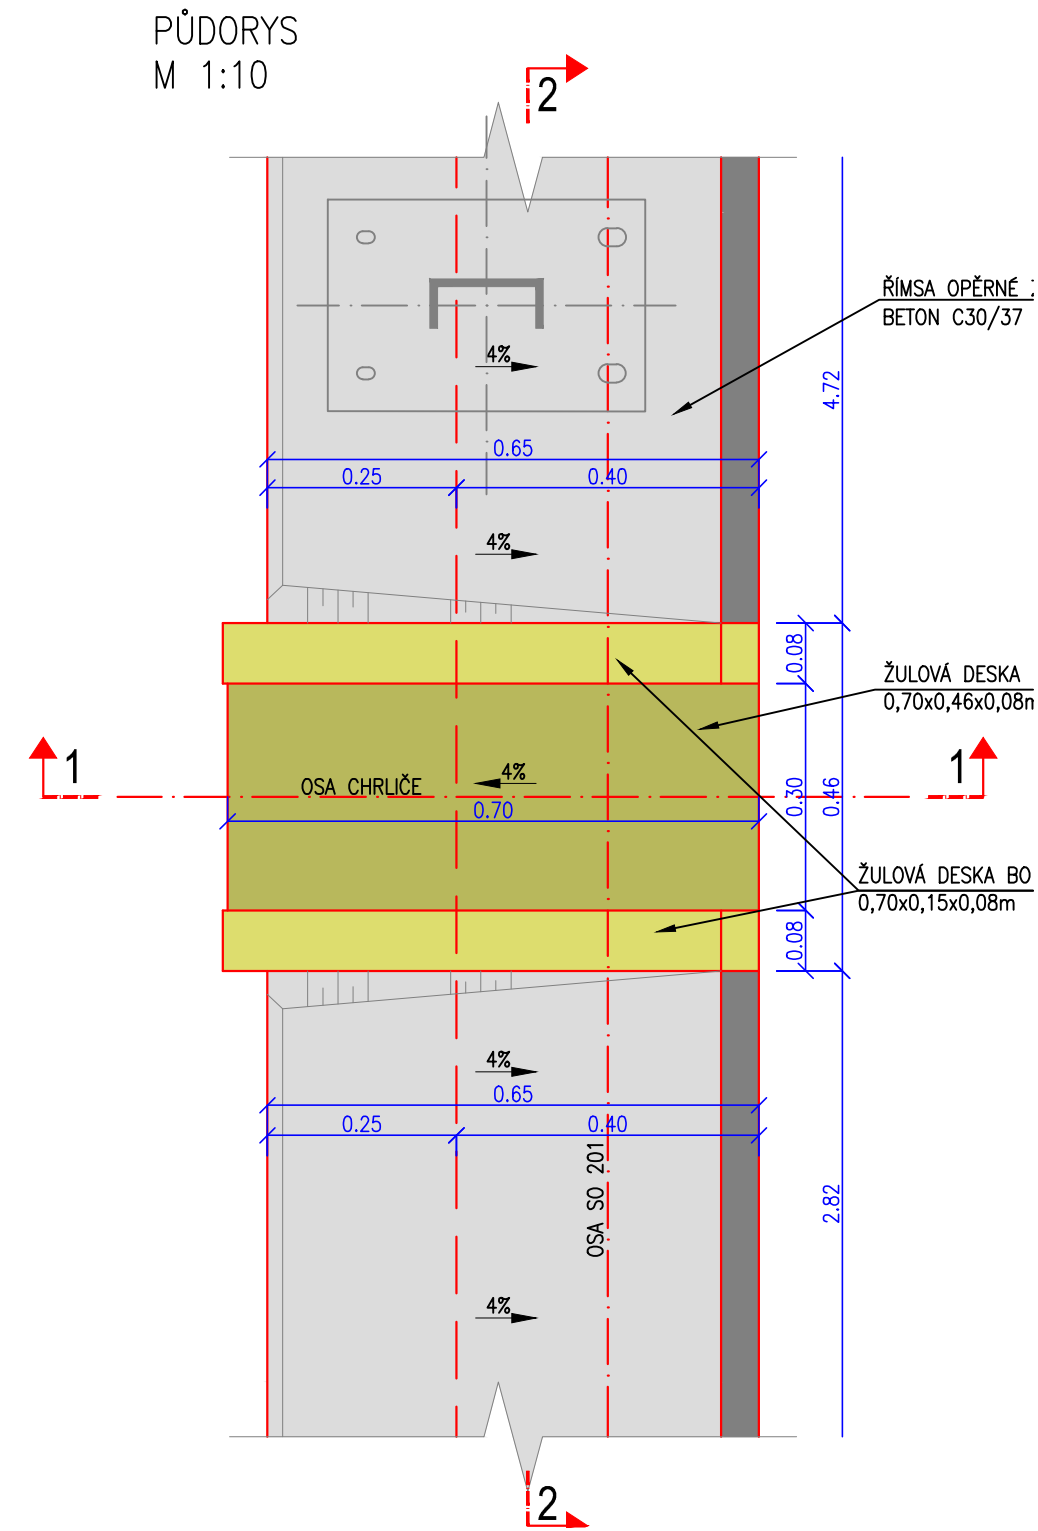 PŮDORYS
M 1:10
2
ŘÍMSA OPĚRNÉ
BETON C30/37
4%
4.72
0.65
0.25
0.40
4%
0.08
ŽULOVÁ DESKA
0,70x0,46x0,08m
1
OSA CHRLIČE
4%
0.70
0.30
0.46
1
ŽULOVÁ DESKA BO
0,70x0,15x0,08m
0.08
4%
0.65
0.25
0.40
OSA SO 201
2.82
4%
2